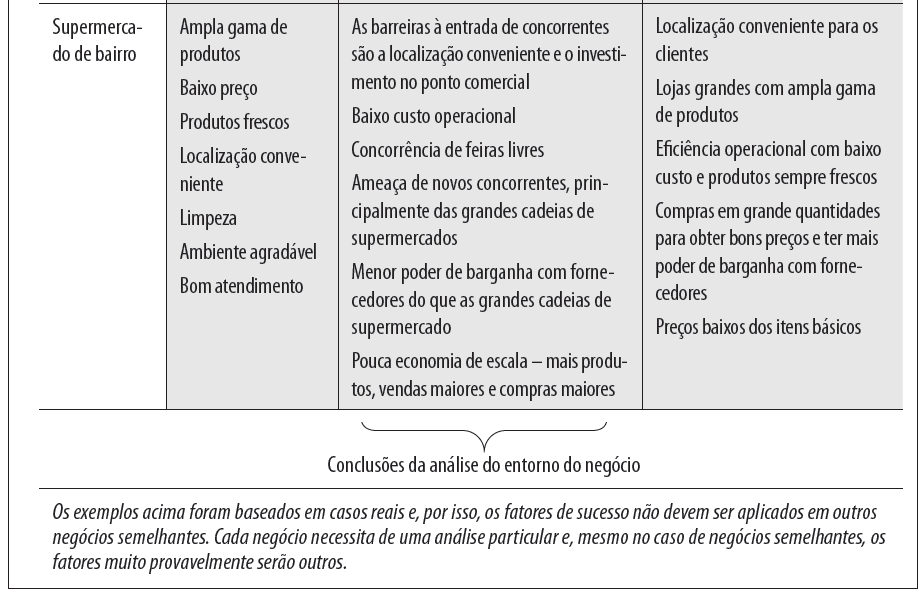 Supermerca-
do de bairro
Ampla gama de
produtos
Baixo preço
Produtos frescos
Localização conve-
niente
Limpeza
Ambiente agradável
Bom atendimento
As barreiras à entrada de concorrentes
são a localização conveniente e o investi-
mento no ponto comercial
Baixo custo operacional
Concorrência de feiras livres
Ameaça de novos concorrentes, prin-
cipalmente das grandes cadeias de
supermercados
Menor poder de barganha com forne-
cedores do que as grandes cadeias de
supermercado
Pouca economia de escala – mais produ-
tos, vendas maiores e compras maiores
Localização conveniente para os
clientes
Lojas grandes com ampla gama
de produtos
Eficiência operacional com baixo
custo e produtos sempre frescos
Compras em grande quantidades
para obter bons preços e ter mais
poder de barganha com forne-
cedores
Preços baixos dos itens básicos
Conclusões da análise do entorno do negócio
Os exemplos acima foram baseados em casos reais e, por isso, os fatores de sucesso não devem ser aplicados em outros
negócios semelhantes. Cada negócio necessita de uma análise particular e, mesmo no caso de negócios semelhantes, os
fatores muito provavelmente serão outros.